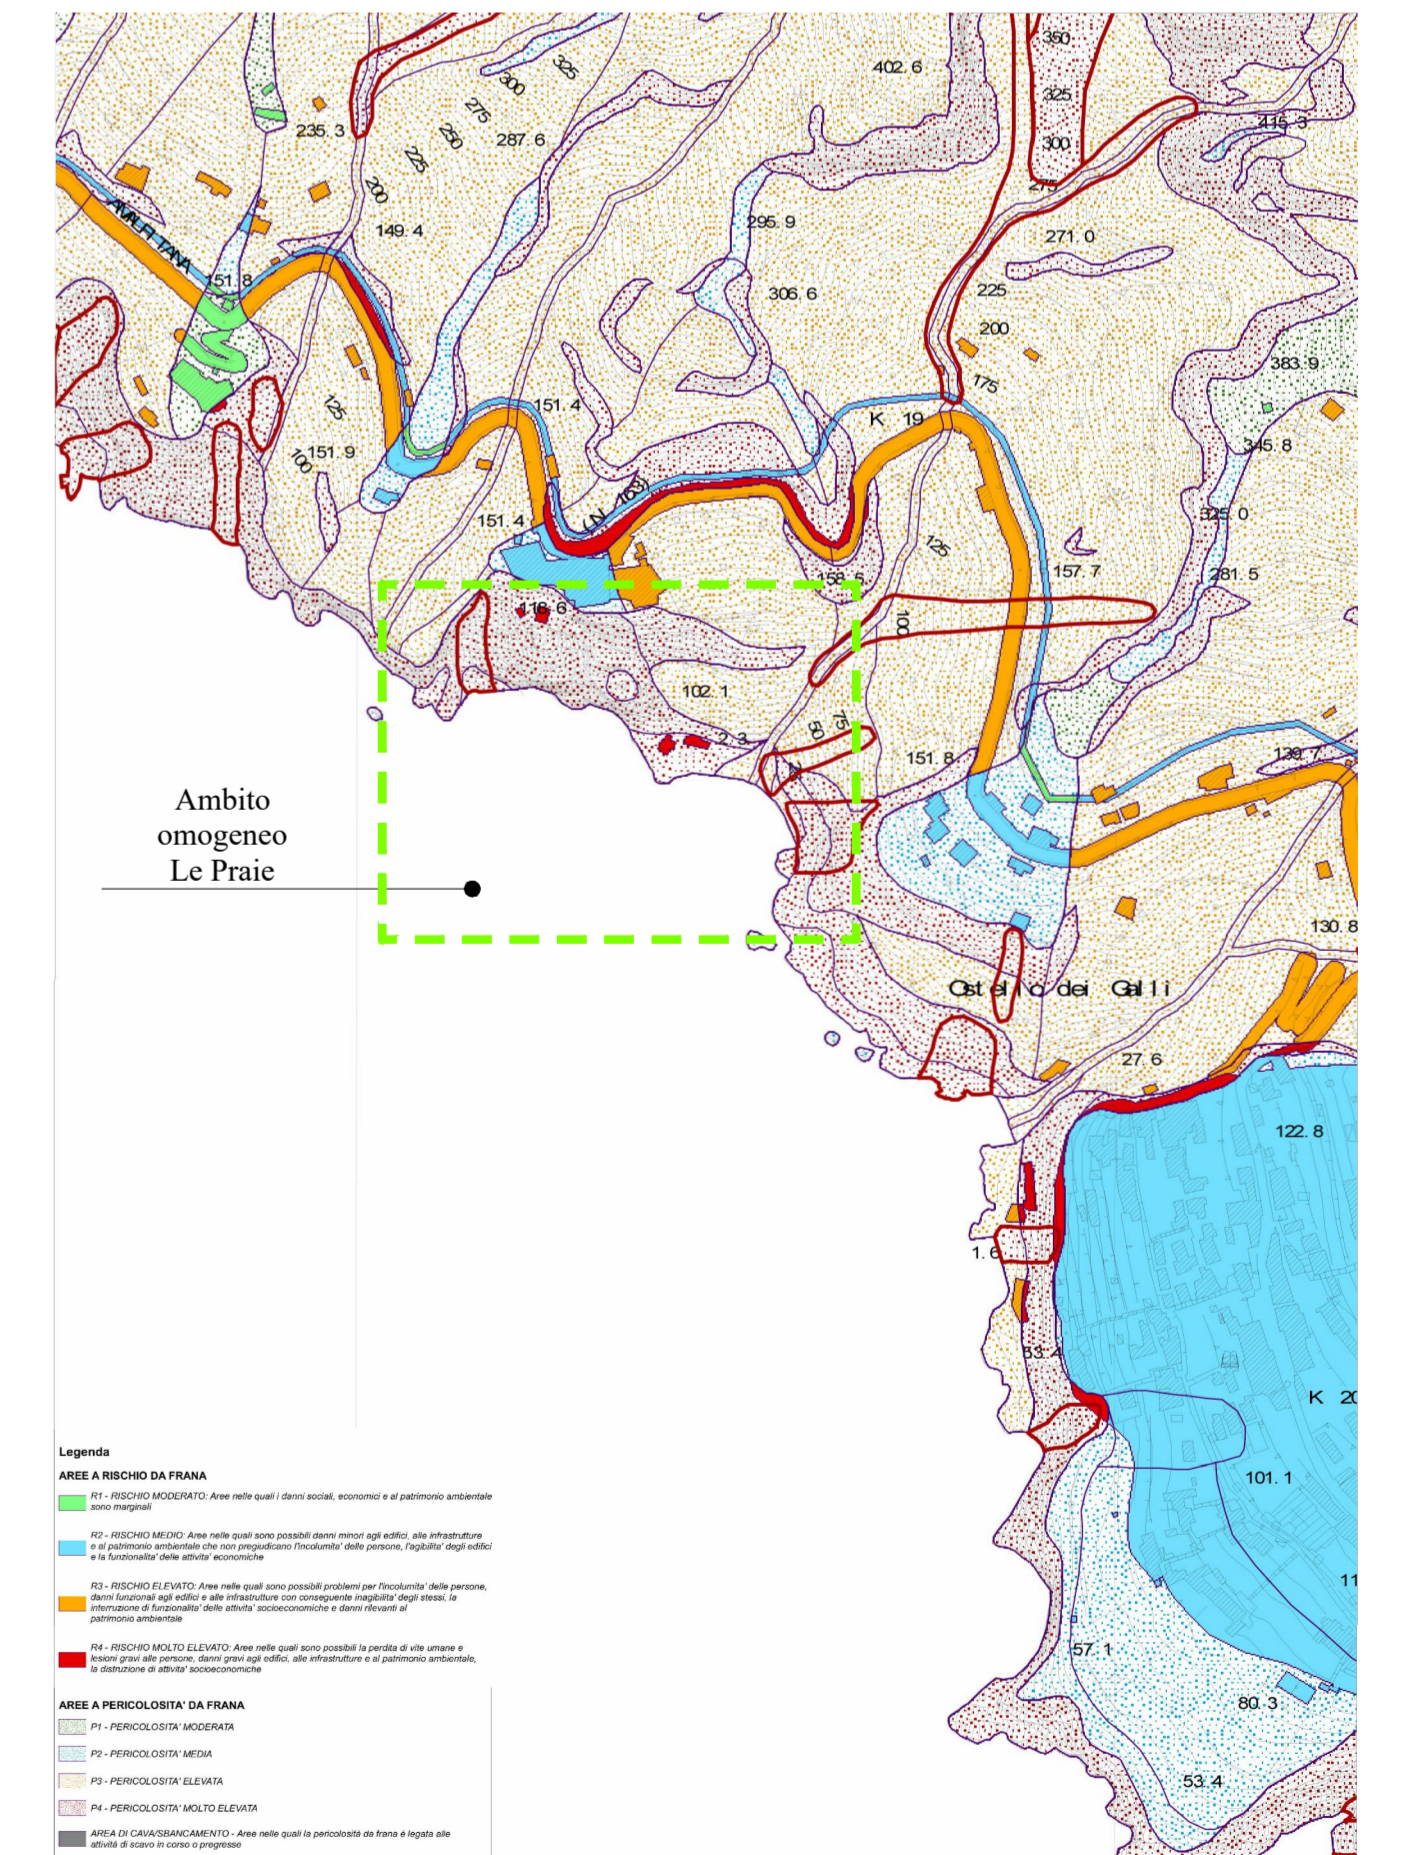 350
402. 6
325
300
325
300
275
235. 3
250
287. 6
225
415. 3
300
275
200
149. 4
295. 9
271. 0
AMALFI TANA
151. 8
306. 6
225
200
383. 9
175
125
151. 4
K 19
345. 8
151. 9
100
(N. 163)
325. 0
151. 4
125
157. 7
281. 5
158. 5
118. 6
100
102. 1
75
50
2. 3
25
151. 8
139. 7
Ambito
omogeneo
Le Praie
130. 8
Ostello dei Galli
27. 6
122. 8
1. 6
53. 4
K 20
101. 1
11
57. 1
80. 3
53. 4
Legenda
AREE A RISCHIO DA FRANA
R1 - RISCHIO MODERATO: Aree nelle quali i danni sociali, economici e al patrimonio ambientale
sono marginali
R2 - RISCHIO MEDIO: Aree nelle quali sono possibili danni minori agli edifici, alle infrastrutture
e al patrimonio ambientale che non pregiudicano l'incolumita' delle persone, l'agibilita' degli edifici
e la funzionalita' delle attivita' economiche
R3 - RISCHIO ELEVATO: Aree nelle quali sono possibili problemi per l'incolumita' delle persone,
danni funzionali agli edifici e alle infrastrutture con conseguente inagibilita' degli stessi, la
interruzione di funzionalita' delle attivita' socioeconomiche e danni rilevanti al
patrimonio ambientale
R4 - RISCHIO MOLTO ELEVATO: Aree nelle quali sono possibili la perdita di vite umane e
lesioni gravi alle persone, danni gravi agli edifici, alle infrastrutture e al patrimonio ambientale,
la distruzione di attivita' socioeconomiche
AREE A PERICOLOSITA' DA FRANA
P1 - PERICOLOSITA' MODERATA
P2 - PERICOLOSITA' MEDIA
P3 - PERICOLOSITA' ELEVATA
P4 - PERICOLOSITA' MOLTO ELEVATA
AREA DI CAVA/SBANCAMENTO - Aree nelle quali la pericolosità da frana è legata alle
attività di scavo in corso o pregresse